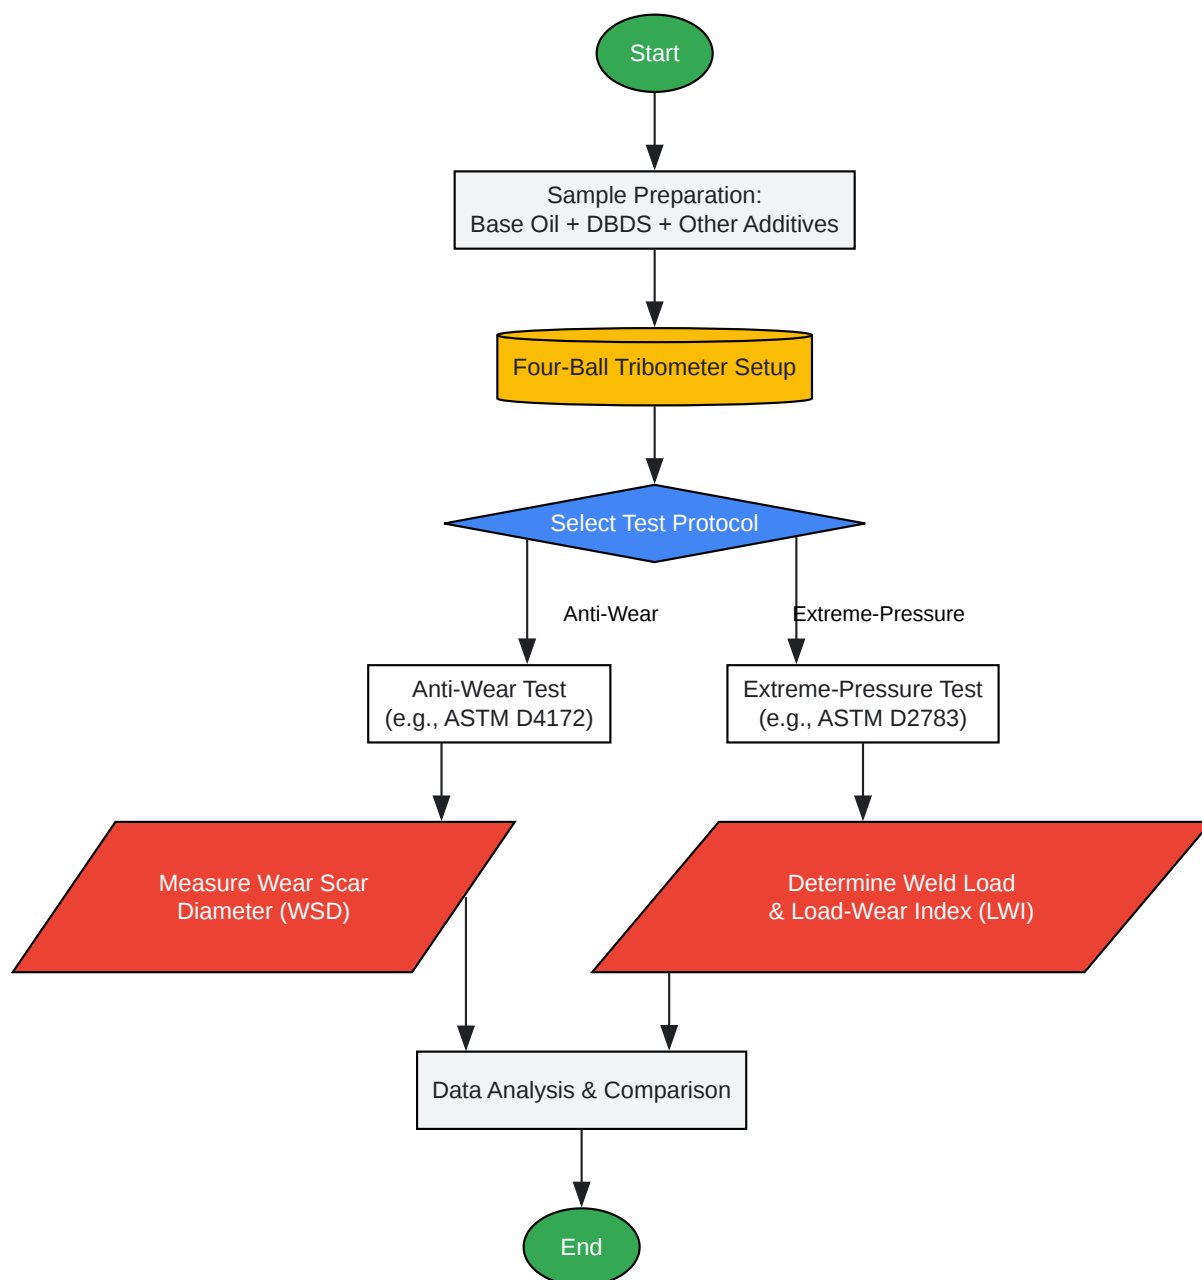 Start
Sample Preparation:
Base Oil + DBDS + Other Additives
Four-Ball Tribometer Setup
Select Test Protocol
Anti-Wear
Extreme-Pressure
Anti-Wear Test
(e.g., ASTM D4172)
Extreme-Pressure Test
(e.g., ASTM D2783)
Measure Wear Scar
Diameter (WSD)
Determine Weld Load
& Load-Wear Index (LWI)
Data Analysis & Comparison
End